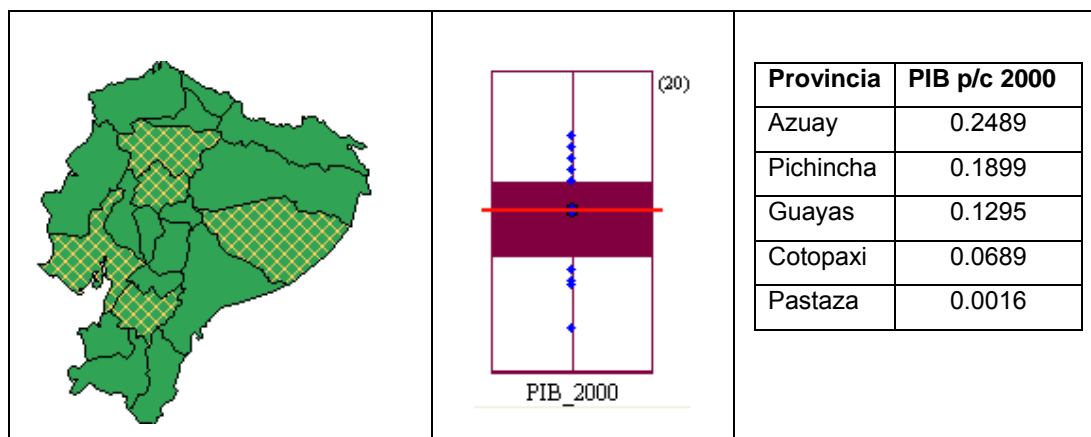 (20)
PIB_2000
Provincia PIB p/c 2000
Azuay 0.2489
Pichincha 0.1899
Guayas 0.1295
Cotopaxi 0.0689
Pastaza 0.0016